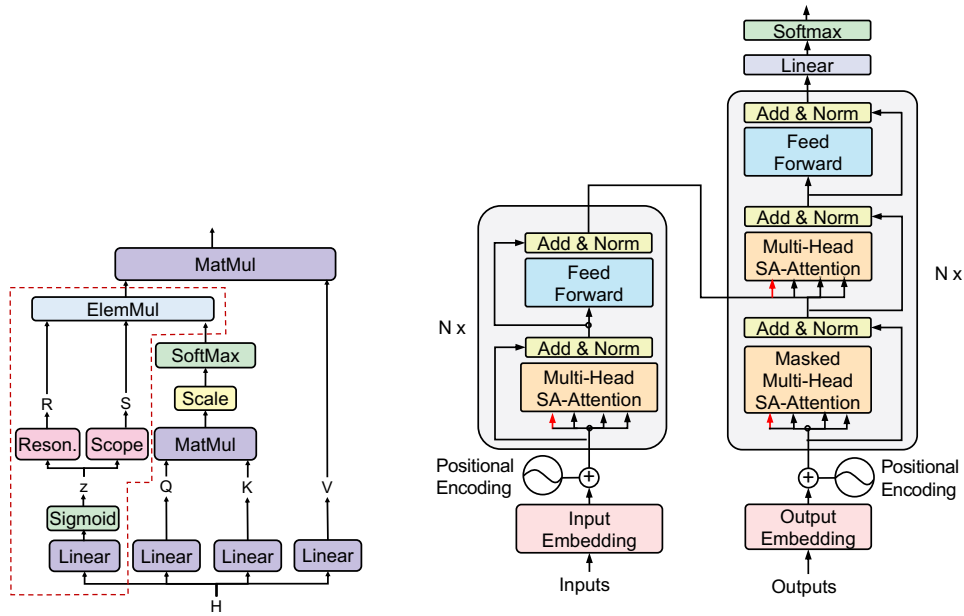 MatMul
ElemMul
SoftMax
R
S
Scale
Reson.
Scope
MatMul
z
Q
K
V
Sigmoid
Linear
Linear
Linear
Linear
H
Add & Norm
Feed
Forward
N x
Add & Norm
Multi-Head
SA-Attention
Positional
Encoding
Input
Embedding
Inputs
Softmax
Linear
Add & Norm
Feed
Forward
Add & Norm
Multi-Head
SA-Attention
N x
Add & Norm
Masked
Multi-Head
SA-Attention
Positional
Encoding
Output
Embedding
Outputs